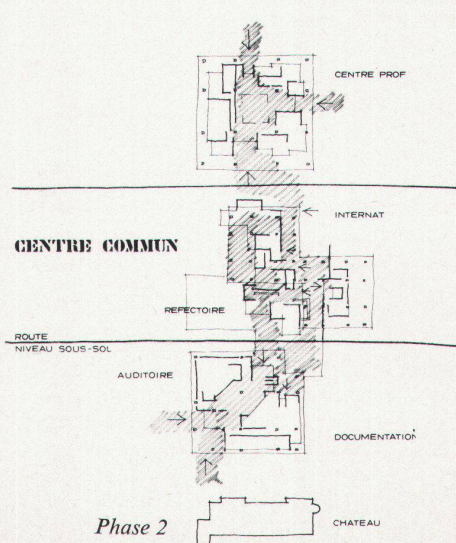 CENTRE PROF
INTERNAT
CENTRE COMMUN
REFECTOIRE
ROUTE
NIVEAU SOUS-SOL
AUDITOIRE
DOCUMENTATION
Phase 2
CHATEAU